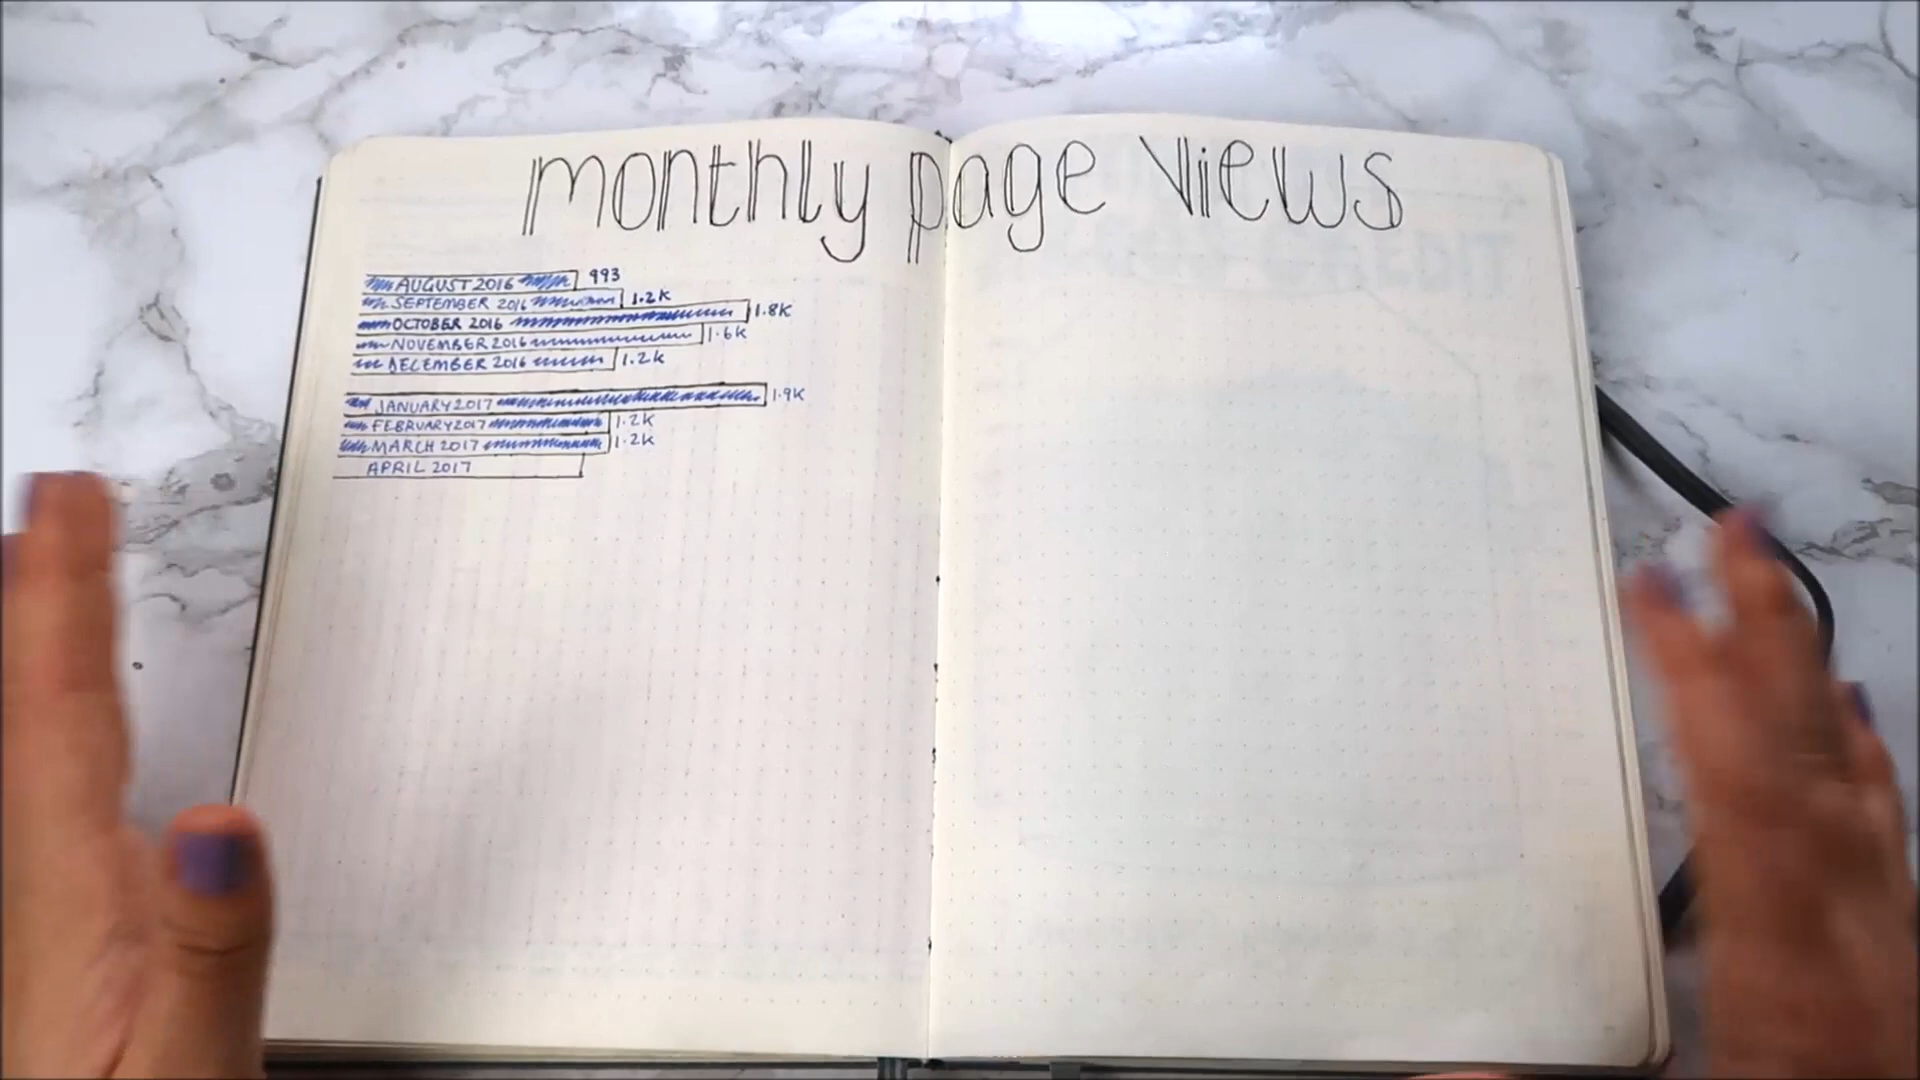 monthly page views
AUGUST 2016 993
SEPTEMBER 2016 1.2K
OCTOBER 2016 1.8K
NOVEMBER 2016 1.6K
DECEMBER 2016 1.2K
JANUARY 2017 1.9K
FEBRUARY 2017 1.2K
MARCH 2017 1.2K
APRIL 2017